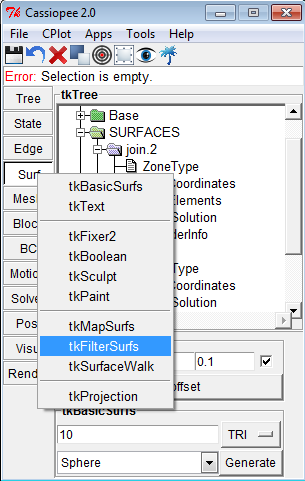 Tk Cassiopee 2.0
File CPlot Apps Tools Help
Error: Selection is empty.
Tree
State
Edge
Surf
Mes
Bloc
BC
Motio
Solve
Pos
Visu
Rend
tkTree
Base
SURFACES
join.2
ZoneType
Coordinates
Elements
Solution
derInfo
Type
Coordinates
Elements
Solution
tkBasicSurfs
tkText
tkFixer2
tkBoolean
tkSculpt
tkPaint
tkMapSurfs
tkFilterSurfs
tkSurfaceWalk
tkProjection
0.1
offset
tkBasicSurfs
10 TRI
Sphere Generate